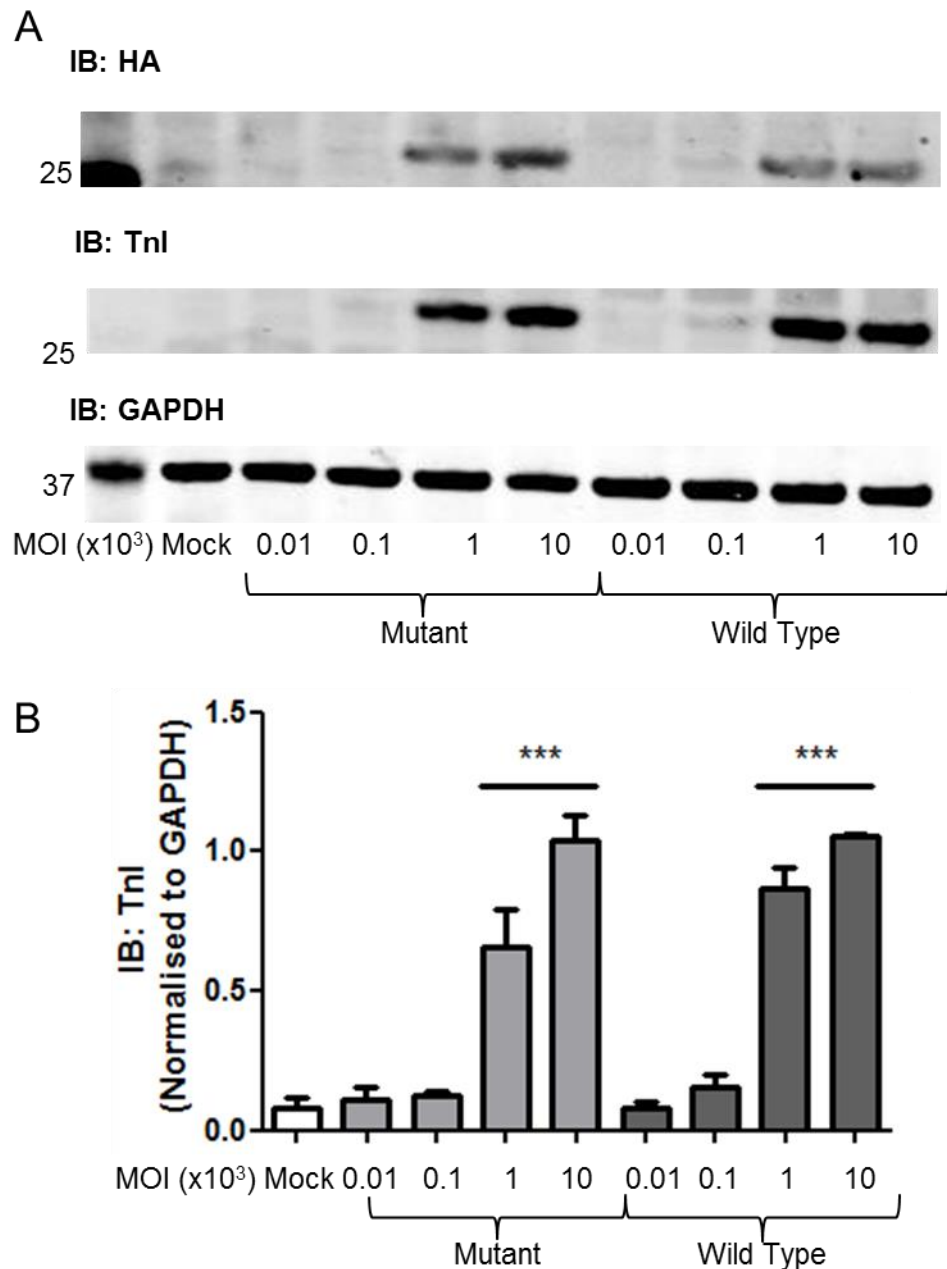 A
IB: HA
25
IB: TnI
25
IB: GAPDH
37
MOI (x10³) Mock 0.01 0.1 1 10 0.01 0.1 1 10
Mutant Wild Type
B
IB: TnI
(Normalised to GAPDH)
1.5
1.0
0.5
0.0
*** ***
MOI (x10³) Mock 0.01 0.1 1 10 0.01 0.1 1 10
Mutant Wild Type